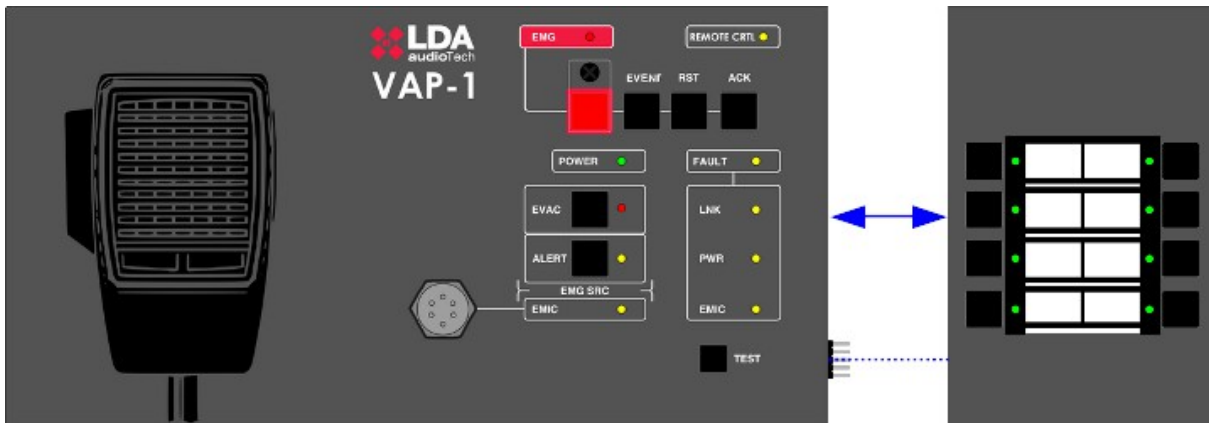 LDA
audioTech
VAP-1
EMG
REMOTE CRTL
EVENT RST ACK
POWER
FAULT
EVAC
LNK
ALERT
PWR
EMG SRC
EMIC
EMIC
TEST